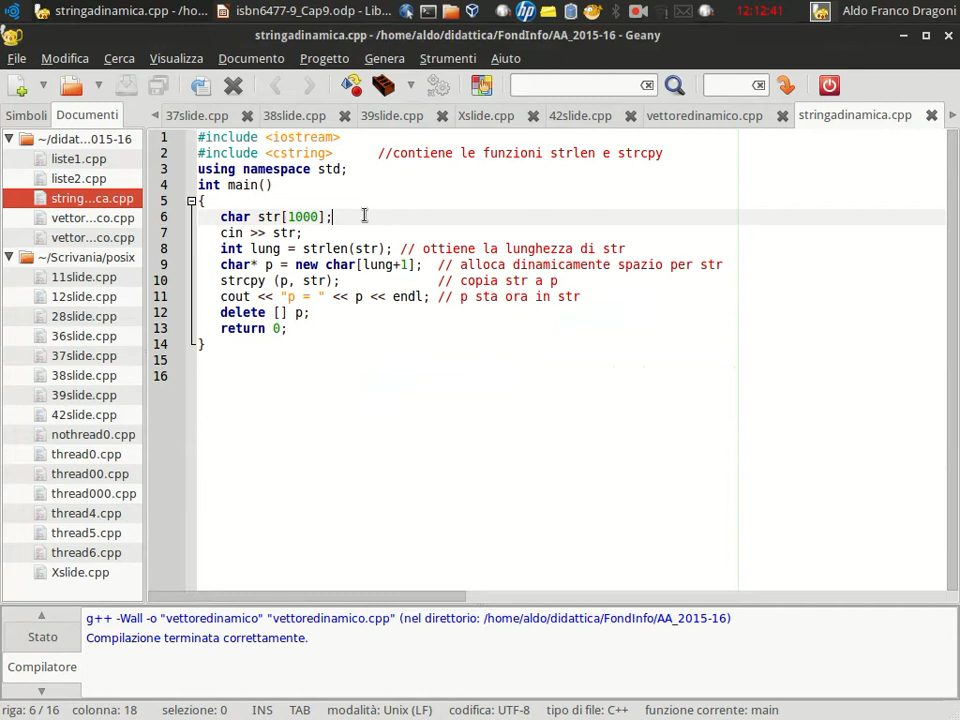 stringadinamica.cpp - /ho...
isbn6477-9_Cap9.odp - Lib...
12:12:41
Aldo Franco Dragoni
stringadinamica.cpp - /home/aldo/didattica/FondInfo/AA_2015-16 - Geany
File Modifica Cerca Visualizza Documento Progetto Genera Strumenti Aiuto
Simboli Documenti 37slide.cpp 38slide.cpp 39slide.cpp Xslide.cpp 42slide.cpp vettoredinamico.cpp stringadinamica.cpp
~/didat...015-16
liste1.cpp
liste2.cpp
string...ca.cpp
vettor...co.cpp
vettor...co.cpp
~/Scrivania/posix
11slide.cpp
12slide.cpp
28slide.cpp
36slide.cpp
37slide.cpp
38slide.cpp
39slide.cpp
42slide.cpp
nothread0.cpp
thread0.cpp
thread00.cpp
thread000.cpp
thread4.cpp
thread5.cpp
thread6.cpp
Xslide.cpp
1 #include <iostream>
2 #include <cstring> //contiene le funzioni strlen e strcpy
3 using namespace std;
4 int main()
5 {
6 char str[1000];
7 cin >> str;
8 int lung = strlen(str); // ottiene la lunghezza di str
9 char* p = new char[lung+1]; // alloca dinamicamente spazio per str
10 strcpy (p, str); // copia str a p
11 cout << "p = " << p << endl; // p sta ora in str
12 delete [] p;
13 return 0;
14 }
15
16
Stato
Compilatore
g++ -Wall -o "vettoredinamico" "vettoredinamico.cpp" (nel direttorio: /home/aldo/didattica/FondInfo/AA_2015-16)
Compilazione terminata correttamente.
riga: 6 / 16 colonna: 18 selezione: 0 INS TAB modalità: Unix (LF) codifica: UTF-8 tipo di file: C++ funzione corrente: main